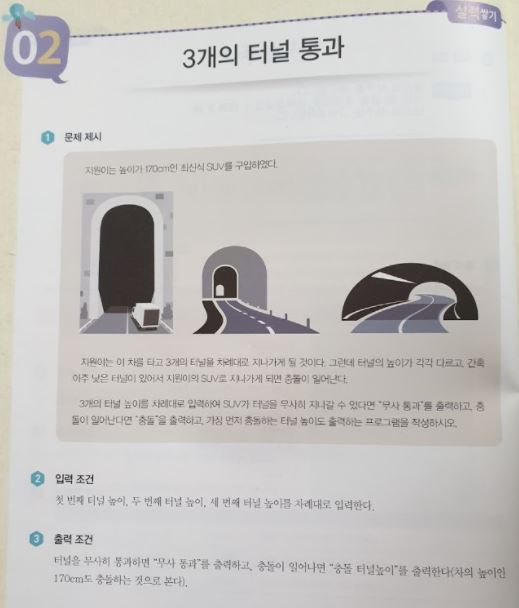 실력쌓기
02
3개의 터널 통과
1 문제 제시
지원이는 높이가 170cm인 최신식 SUV를 구입하였다.
지원이는 이 차를 타고 3개의 터널을 차례대로 지나가게 될 것이다. 그런데 터널의 높이가 각각 다르고, 간혹
아주 낮은 터널이 있어서 지원이의 SUV로 지나가게 되면 충돌이 일어난다.
3개의 터널 높이를 차례대로 입력하여 SUV가 터널을 무사히 지나갈 수 있다면 "무사 통과"를 출력하고, 충
돌이 일어난다면 "충돌"을 출력하고, 가장 먼저 충돌하는 터널 높이도 출력하는 프로그램을 작성하시오.
2 입력 조건
첫 번째 터널 높이, 두 번째 터널 높이, 세 번째 터널 높이를 차례대로 입력한다.
3 출력 조건
터널을 무사히 통과하면 "무사 통과"를 출력하고, 충돌이 일어나면 "충돌 터널높이"를 출력한다(차의 높이인
170cm도 충돌하는 것으로 본다).